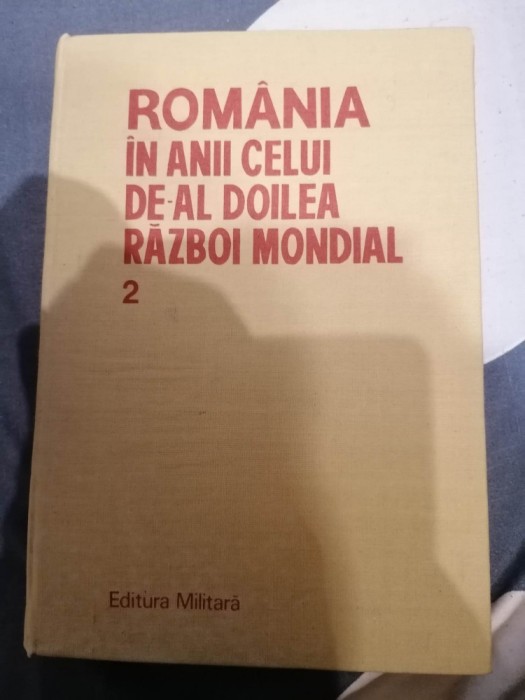 ROMÂNIA
ÎN ANII CELUI
DE-AL DOILEA
RĂZBOI MONDIAL
2
Editura Militară